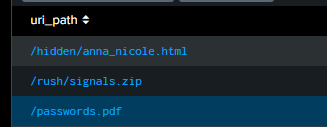 uri_path
/hidden/anna_nicole.html
/rush/signals.zip
/passwords.pdf